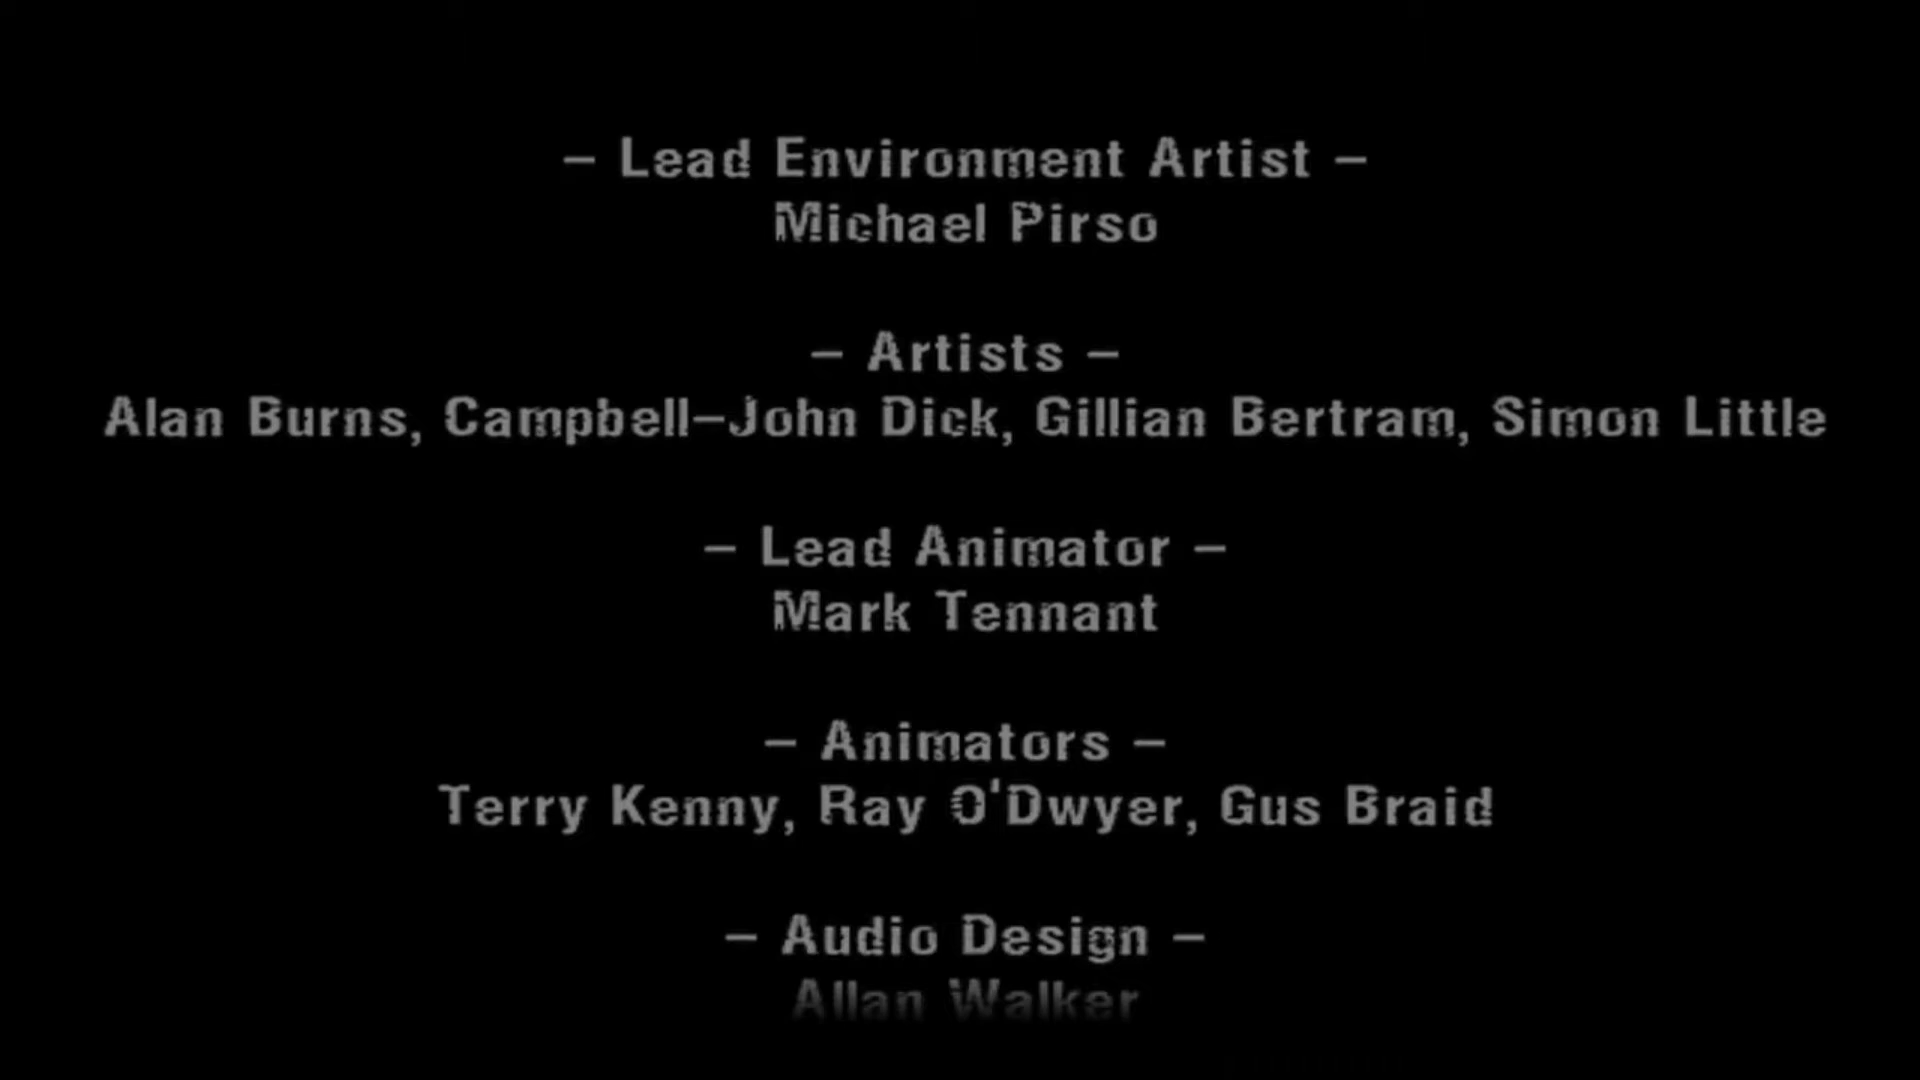 – Lead Environment Artist –
Michael Pirso
– Artists –
Alan Burns, Campbell–John Dick, Gillian Bertram, Simon Little
– Lead Animator –
Mark Tennant
– Animators –
Terry Kenny, Ray O'Dwyer, Gus Braid
– Audio Design –
Allan Walker